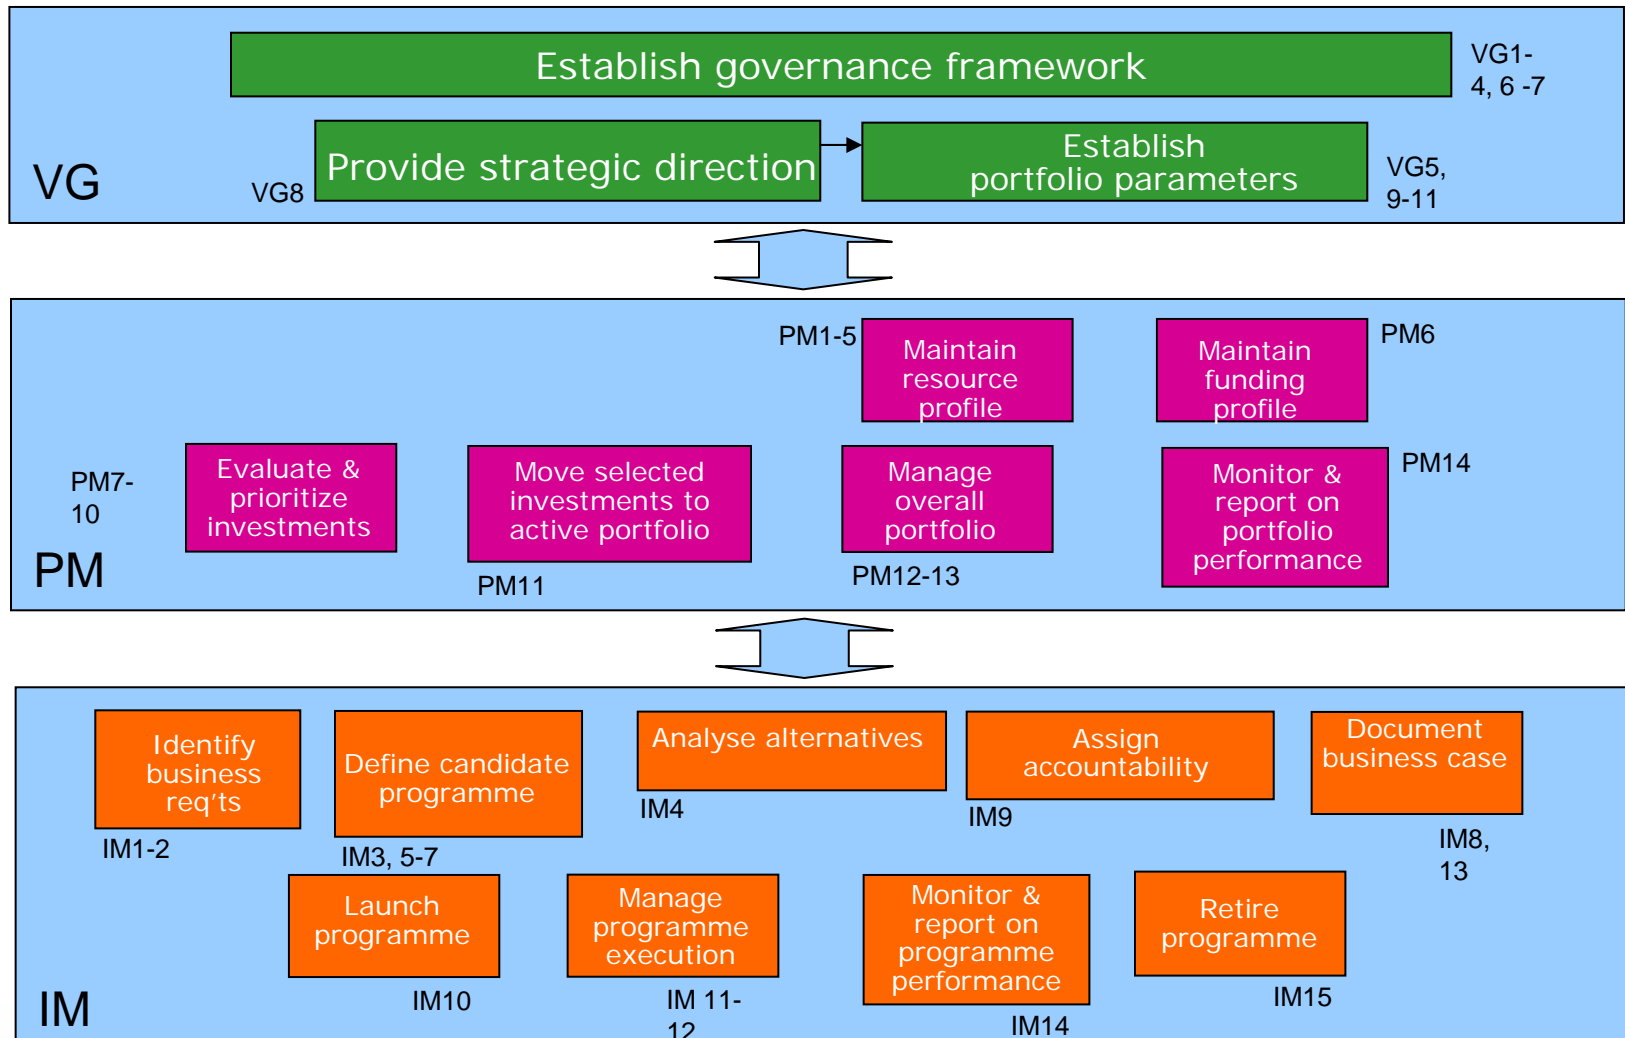 Establish governance framework
VG1-
4, 6 -7
Provide strategic direction
VG8
Establish
portfolio parameters
VG5,
9-11
VG
PM1-5
Maintain
resource
profile
Maintain
funding
profile
PM6
PM7-
10
Evaluate &
prioritize
investments
Move selected
investments to
active portfolio
PM11
Manage
overall
portfolio
PM12-13
Monitor &
report on
portfolio
performance
PM14
PM
Identify
business
req'ts
IM1-2
Define candidate
programme
IM3, 5-7
Analyse alternatives
IM4
Assign
accountability
IM9
Document
business case
IM8,
13
Launch
programme
IM10
Manage
programme
execution
IM 11-
12
Monitor &
report on
programme
performance
IM14
Retire
programme
IM15
IM